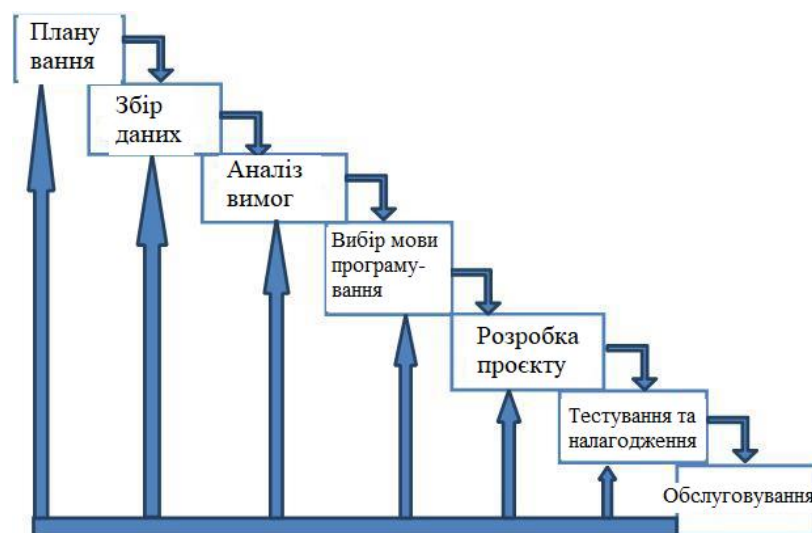 Плану
вання
Збір
даних
Аналіз
вимог
Вибір мови
програму-
вання
Розробка
проєкту
Тестування та
налагодження
Обслуговування